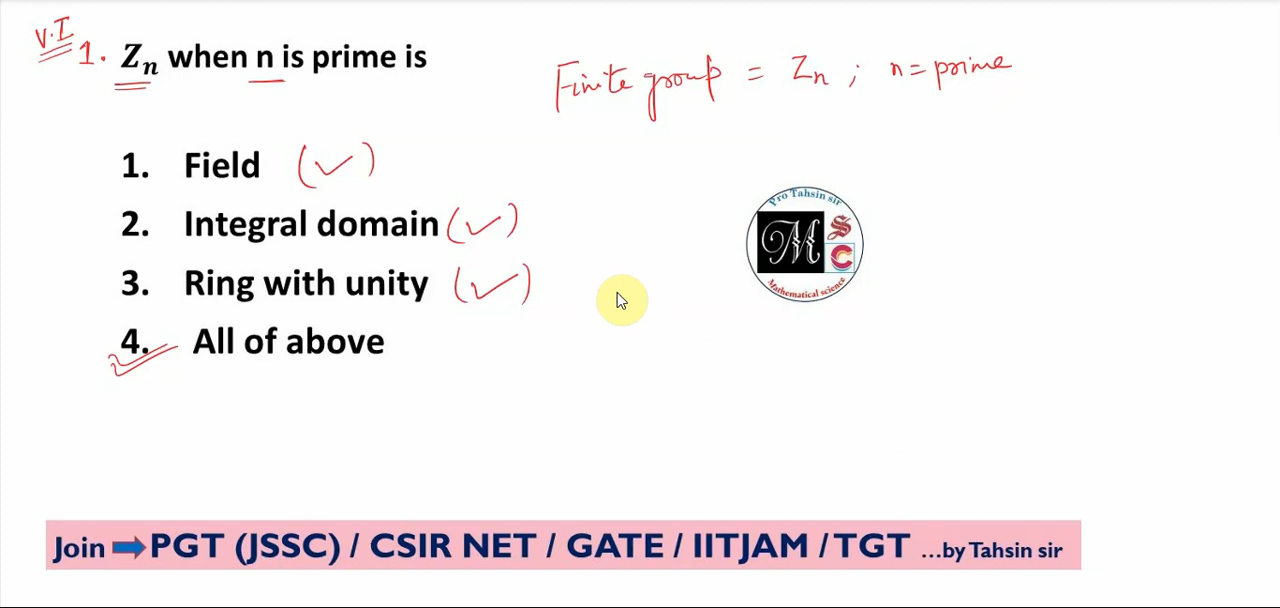 V.I
1. Zₙ when n is prime is
Finite group = Zₙ ; n = prime
1. Field (✓)
2. Integral domain (✓)
3. Ring with unity (✓)
4. All of above
Pro Tahsin sir
M S C
Mathematical science
Join ➡ PGT (JSSC) / CSIR NET / GATE / IITJAM / TGT ...by Tahsin sir